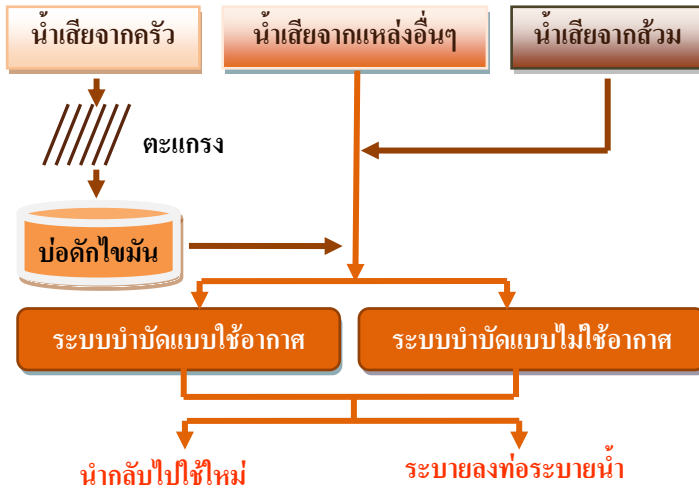 น้ำเสียจากครัว
น้ำเสียจากแหล่งอื่นๆ
น้ำเสียจากส้วม
ตะแกรง
บ่อดักไขมัน
ระบบบำบัดแบบใช้อากาศ
ระบบบำบัดแบบไม่ใช้อากาศ
นำกลับไปใช้ใหม่
ระบายลงท่อระบายน้ำ